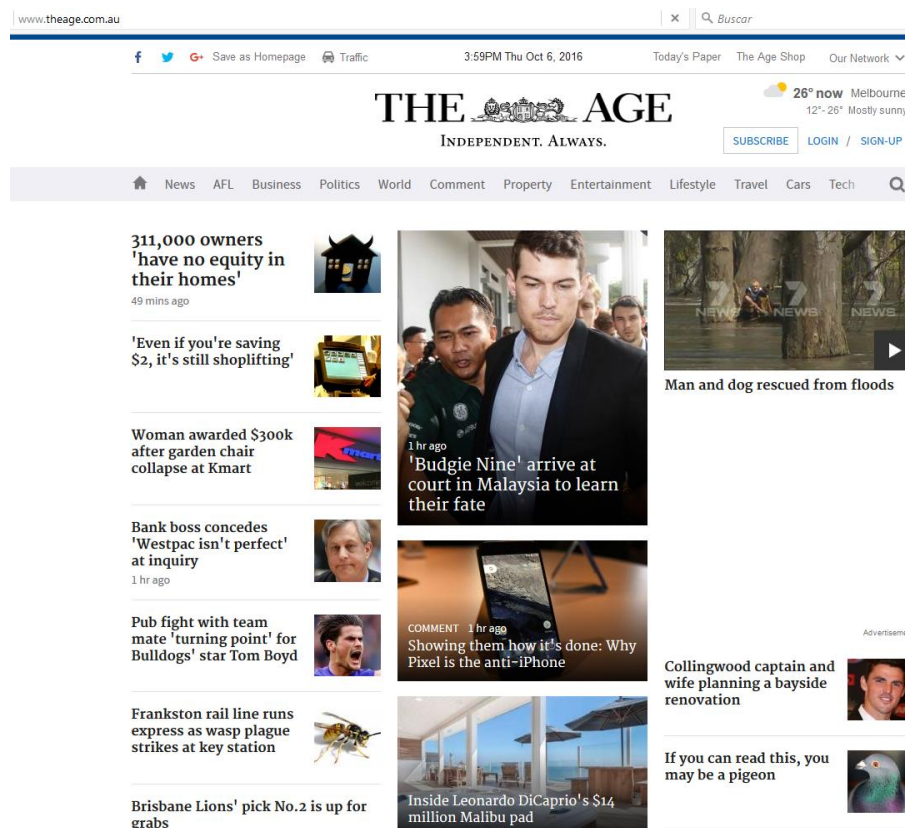 www.theage.com.au
Buscar
Save as Homepage
Traffic
3:59PM Thu Oct 6, 2016
Today's Paper
The Age Shop
Our Network
THE AGE
INDEPENDENT. ALWAYS.
26° now Melbourne
12°- 26° Mostly sunny
SUBSCRIBE
LOGIN / SIGN-UP
News AFL Business Politics World Comment Property Entertainment Lifestyle Travel Cars Tech
311,000 owners
'have no equity in
their homes'
49 mins ago
'Even if you're saving
$2, it's still shoplifting'
Woman awarded $300k
after garden chair
collapse at Kmart
kmart
Bank boss concedes
'Westpac isn't perfect'
at inquiry
1 hr ago
Pub fight with team
mate 'turning point' for
Bulldogs' star Tom Boyd
Frankston rail line runs
express as wasp plague
strikes at key station
Brisbane Lions' pick No.2 is up for
grabs
1 hr ago
'Budgie Nine' arrive at
court in Malaysia to learn
their fate
COMMENT 1 hr ago
Showing them how it's done: Why
Pixel is the anti-iPhone
Inside Leonardo DiCaprio's $14
million Malibu pad
7 7 7
NEWS NEWS NEWS
Man and dog rescued from floods
Advertiseme
Collingwood captain and
wife planning a bayside
renovation
If you can read this, you
may be a pigeon